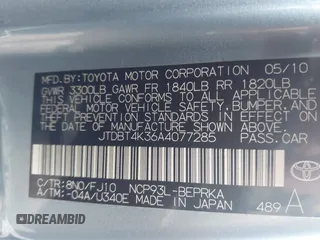 MFD.BY:TOYOTA MOTOR CORPORATION 05/10
GVWR 3300LB GAWR FR 1840LB RR 1820LB
THIS VEHICLE CONFORMS TO ALL APPLICABLE
FEDERAL MOTOR VEHICLE SAFETY, BUMPER, AND
THEFT PREVENTION STANDARDS IN EFFECT ON
THE DATE OF MANUFACTURE SHOWN ABOVE.
JTDBT4K36A4077285 PASS.CAR
C/TR:8N0/FJ10 NCP93L-BEPRKA
A/TM:-04A/U340E MADE IN JAPAN 489 A
TOYOTA
DREAMBID